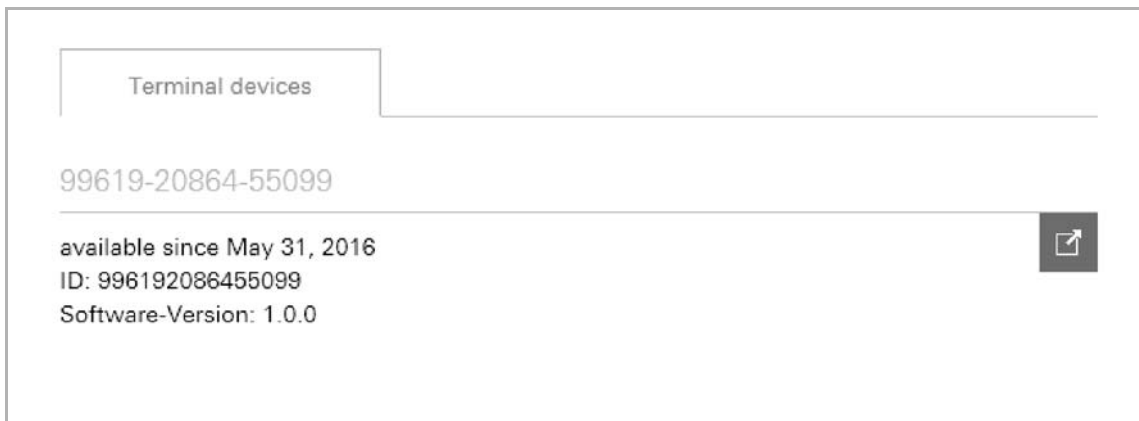 Terminal devices
99619-20864-55099
available since May 31, 2016
ID: 996192086455099
Software-Version: 1.0.0